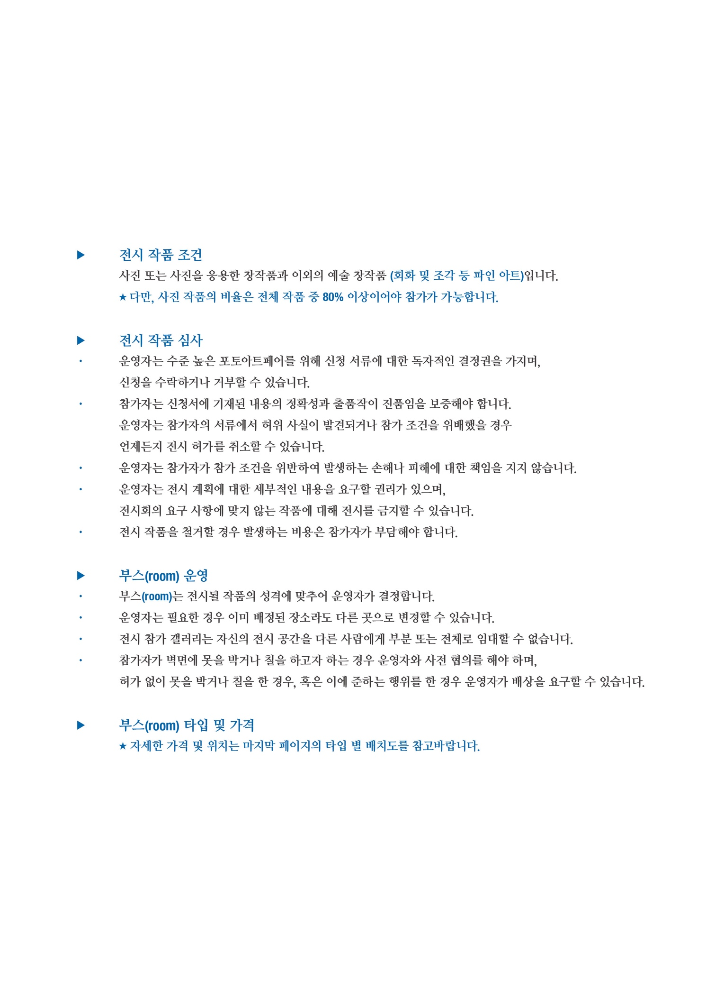 ▶ 전시 작품 조건
사진 또는 사진을 응용한 창작품과 이외의 예술 창작품 (회화 및 조각 등 파인 아트)입니다.
★ 다만, 사진 작품의 비율은 전체 작품 중 80% 이상이어야 참가가 가능합니다.
▶ 전시 작품 심사
· 운영자는 수준 높은 포토아트페어를 위해 신청 서류에 대한 독자적인 결정권을 가지며,
신청을 수락하거나 거부할 수 있습니다.
· 참가자는 신청서에 기재된 내용의 정확성과 출품작이 진품임을 보증해야 합니다.
운영자는 참가자의 서류에서 허위 사실이 발견되거나 참가 조건을 위배했을 경우
언제든지 전시 허가를 취소할 수 있습니다.
· 운영자는 참가자가 참가 조건을 위반하여 발생하는 손해나 피해에 대한 책임을 지지 않습니다.
· 운영자는 전시 계획에 대한 세부적인 내용을 요구할 권리가 있으며,
전시회의 요구 사항에 맞지 않는 작품에 대해 전시를 금지할 수 있습니다.
· 전시 작품을 철거할 경우 발생하는 비용은 참가자가 부담해야 합니다.
▶ 부스(room) 운영
· 부스(room)는 전시될 작품의 성격에 맞추어 운영자가 결정합니다.
· 운영자는 필요한 경우 이미 배정된 장소라도 다른 곳으로 변경할 수 있습니다.
· 전시 참가 갤러리는 자신의 전시 공간을 다른 사람에게 부분 또는 전체로 임대할 수 없습니다.
· 참가자가 벽면에 못을 박거나 칠을 하고자 하는 경우 운영자와 사전 협의를 해야 하며,
허가 없이 못을 박거나 칠을 한 경우, 혹은 이에 준하는 행위를 한 경우 운영자가 배상을 요구할 수 있습니다.
▶ 부스(room) 타입 및 가격
★ 자세한 가격 및 위치는 마지막 페이지의 타입 별 배치도를 참고바랍니다.